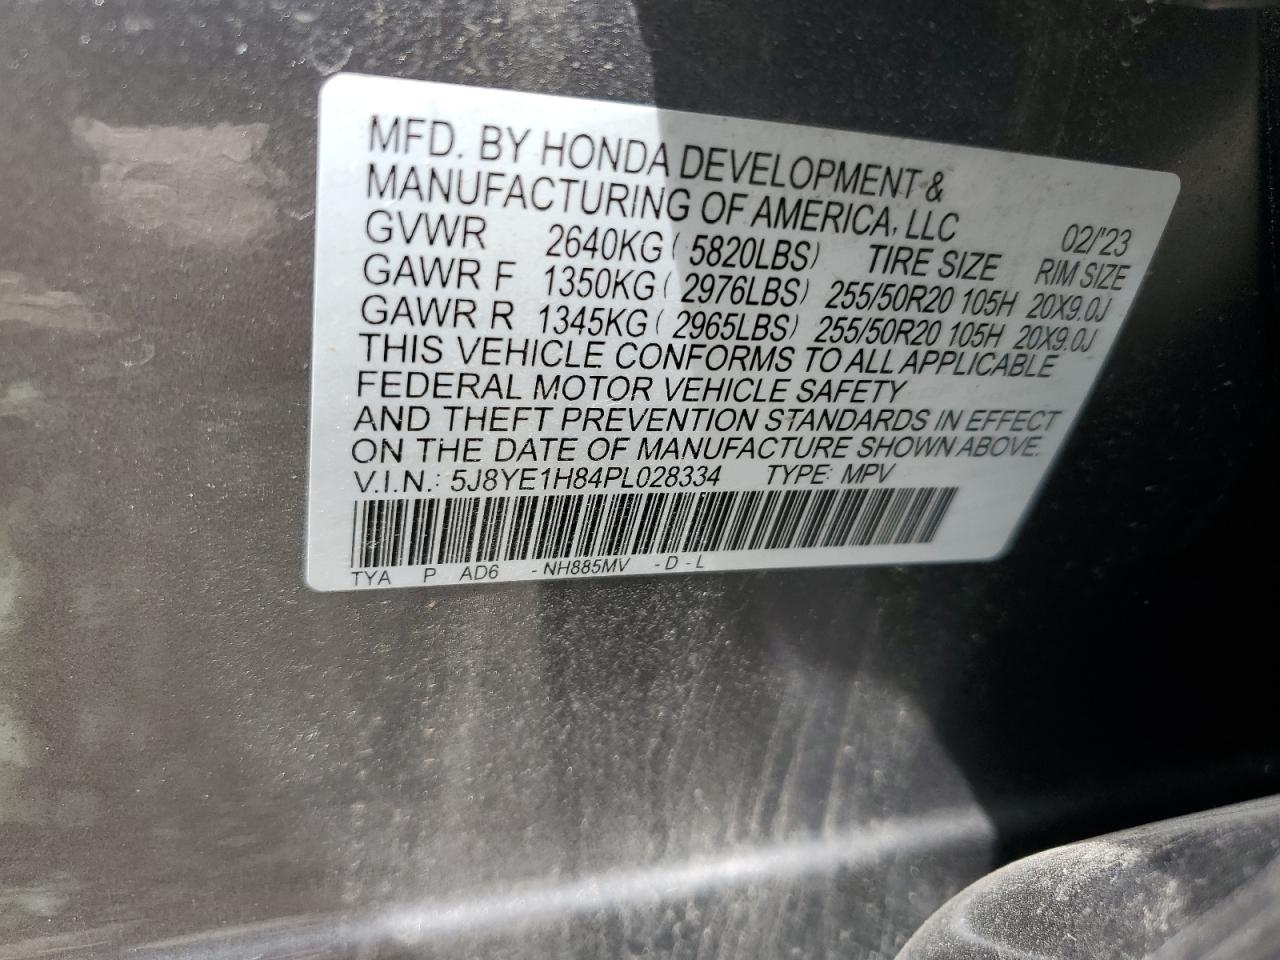 MFD. BY HONDA DEVELOPMENT &
MANUFACTURING OF AMERICA, LLC 02/'23
GVWR 2640KG ( 5820LBS) TIRE SIZE RIM SIZE
GAWR F 1350KG ( 2976LBS) 255/50R20 105H 20X9.0J
GAWR R 1345KG ( 2965LBS) 255/50R20 105H 20X9.0J
THIS VEHICLE CONFORMS TO ALL APPLICABLE
FEDERAL MOTOR VEHICLE SAFETY
AND THEFT PREVENTION STANDARDS IN EFFECT
ON THE DATE OF MANUFACTURE SHOWN ABOVE.
V.I.N.: 5J8YE1H84PL028334 TYPE: MPV
TYA P AD6 - NH885MV - D - L